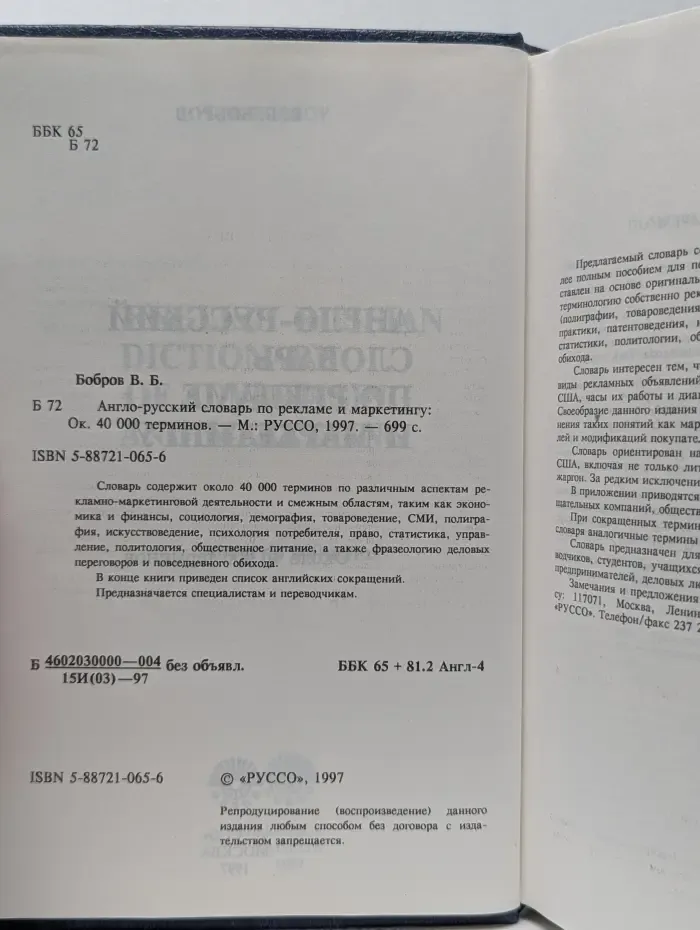 ББК 65
Б 72
Бобров В. Б.
Б 72 Англо-русский словарь по рекламе и маркетингу:
Ок. 40 000 терминов. — М.: РУССО, 1997. — 699 с.
ISBN 5-88721-065-6
Словарь содержит около 40 000 терминов по различным аспектам ре-
кламно-маркетинговой деятельности и смежным областям, таким как эконо-
мика и финансы, социология, демография, товароведение, СМИ, полигра-
фия, искусствоведение, психология потребителя, право, статистика, управ-
ление, политология, общественное питание, а также фразеологию деловых
переговоров и повседневного обихода.
В конце книги приведен список английских сокращений.
Предназначается специалистам и переводчикам.
Б 4602030000—004 без объявл.
15И(03)—97
ББК 65 + 81.2 Англ-4
ISBN 5-88721-065-6
© «РУССО», 1997
Репродуцирование (воспроизведение) данного
издания любым способом без договора с изда-
тельством запрещается.
Предлагаемый словарь
лее полным пособием для
ставлен на основе
терминологию собственно
(полиграфии, товароведения
практики, патентоведения,
статистики, политологии,
обихода.
Словарь интересен тем,
виды рекламных объявлений
США, часы их работы и
Своеобразие данного издания
нения таких понятий как
лей и модификаций
Словарь ориентирован
США, включая не только
жаргон. За редким
В приложении приводятся
щательных компаний,
При сокращенных
словаря аналогичные термины
Словарь предназначен для
водчиков, студентов, учащихся
предпринимателей, деловых
Замечания и предложения
су: 117071, Москва,
«РУССО». Телефон/факс 237